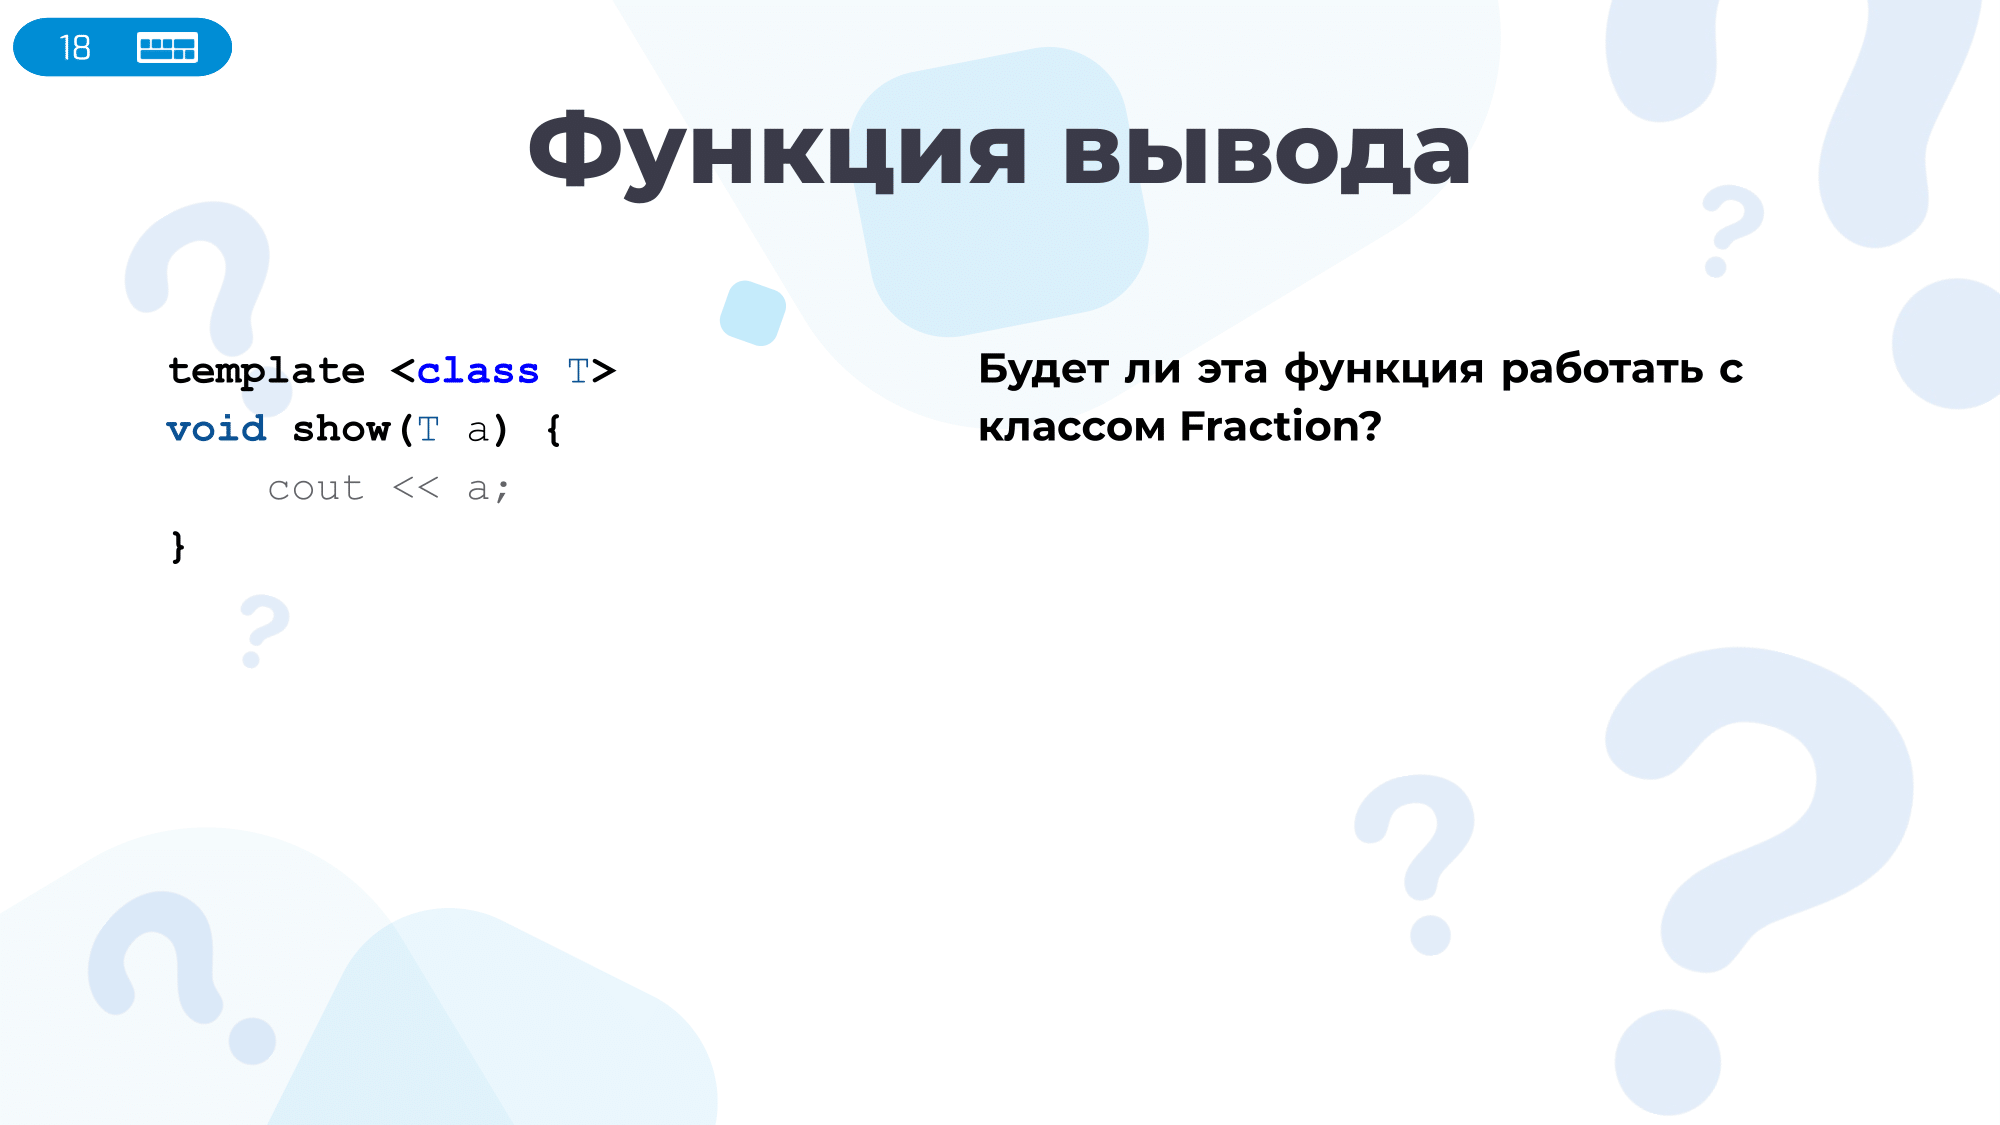 18
Функция вывода
template <class T>
void show(T a) {
    cout << a;
}
Будет ли эта функция работать с
классом Fraction?